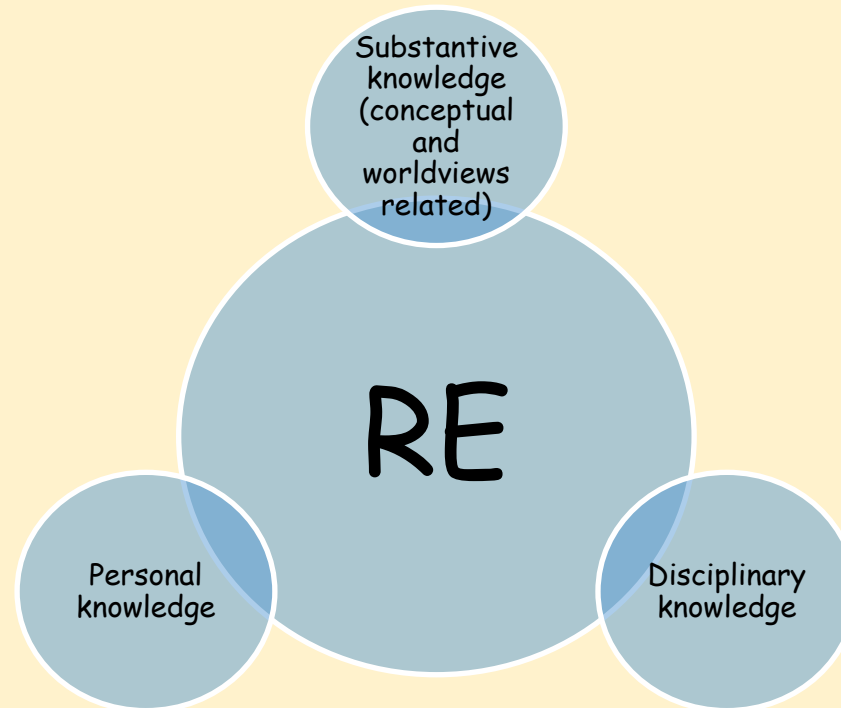 Substantive
knowledge
(conceptual
and
worldviews
related)
RE
Personal
knowledge
Disciplinary
knowledge